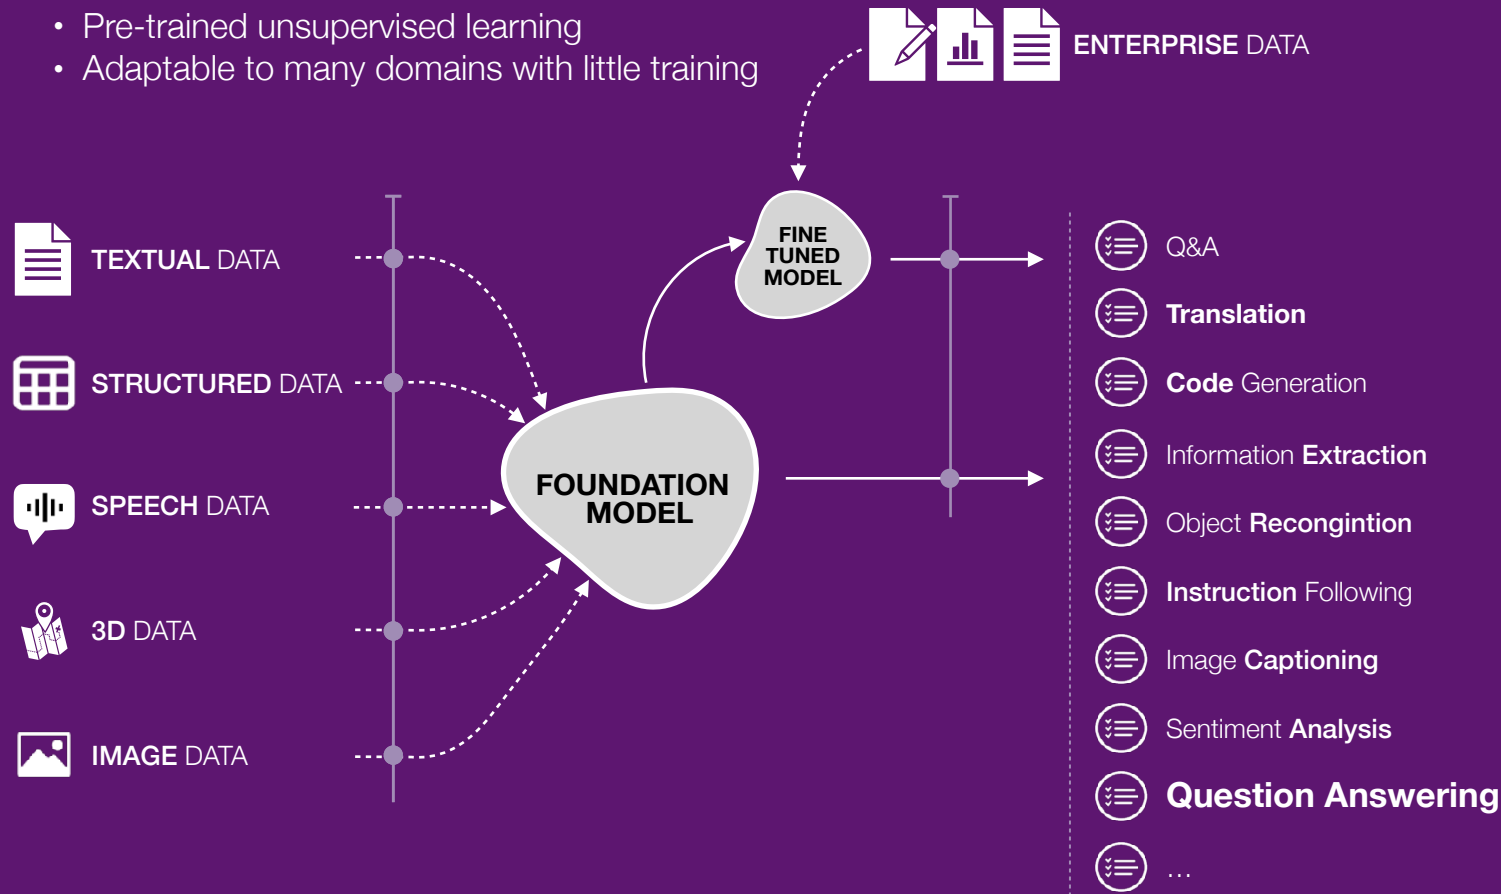 • Pre-trained unsupervised learning
• Adaptable to many domains with little training
ENTERPRISE DATA
TEXTUAL DATA
STRUCTURED DATA
SPEECH DATA
3D DATA
IMAGE DATA
FOUNDATION
MODEL
FINE
TUNED
MODEL
Q&A
Translation
Code Generation
Information Extraction
Object Recongintion
Instruction Following
Image Captioning
Sentiment Analysis
Question Answering
...